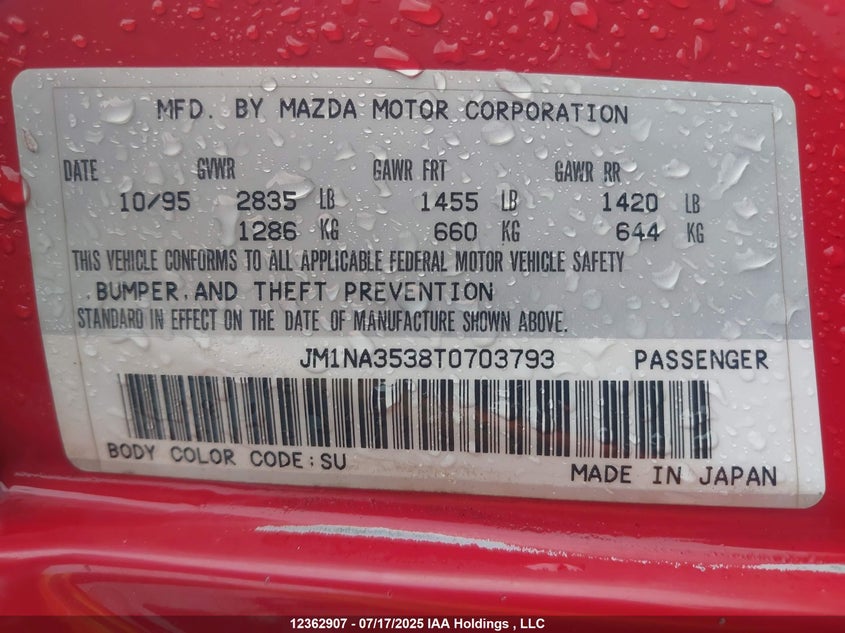 MFD. BY MAZDA MOTOR CORPORATION
DATE GVWR GAWR FRT GAWR RR
10/95 2835 LB 1455 LB 1420 LB
1286 KG 660 KG 644 KG
THIS VEHICLE CONFORMS TO ALL APPLICABLE FEDERAL MOTOR VEHICLE SAFETY
,BUMPER,AND THEFT PREVENTION
STANDARD IN EFFECT ON THE DATE OF MANUFACTURE SHOWN ABOVE.
JM1NA3538T0703793 PASSENGER
BODY COLOR CODE:SU
MADE IN JAPAN
12362907 - 07/17/2025 IAA Holdings , LLC